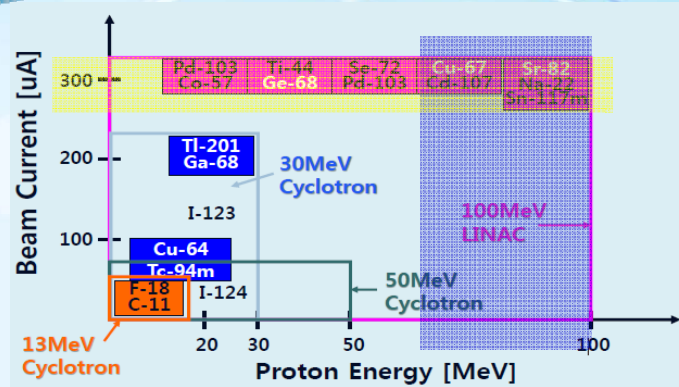 Beam Current [uA]
300
200
100
Pd-103
Co-57
Ti-44
Ge-68
Se-72
Pd-103
Cu-67
Cd-107
Sr-82
Na-22
Sn-117m
Tl-201
Ga-68
30MeV
Cyclotron
I-123
100MeV
LINAC
Cu-64
Tc-94m
I-124
50MeV
Cyclotron
F-18
C-11
13MeV
Cyclotron
20
30
50
100
Proton Energy [MeV]